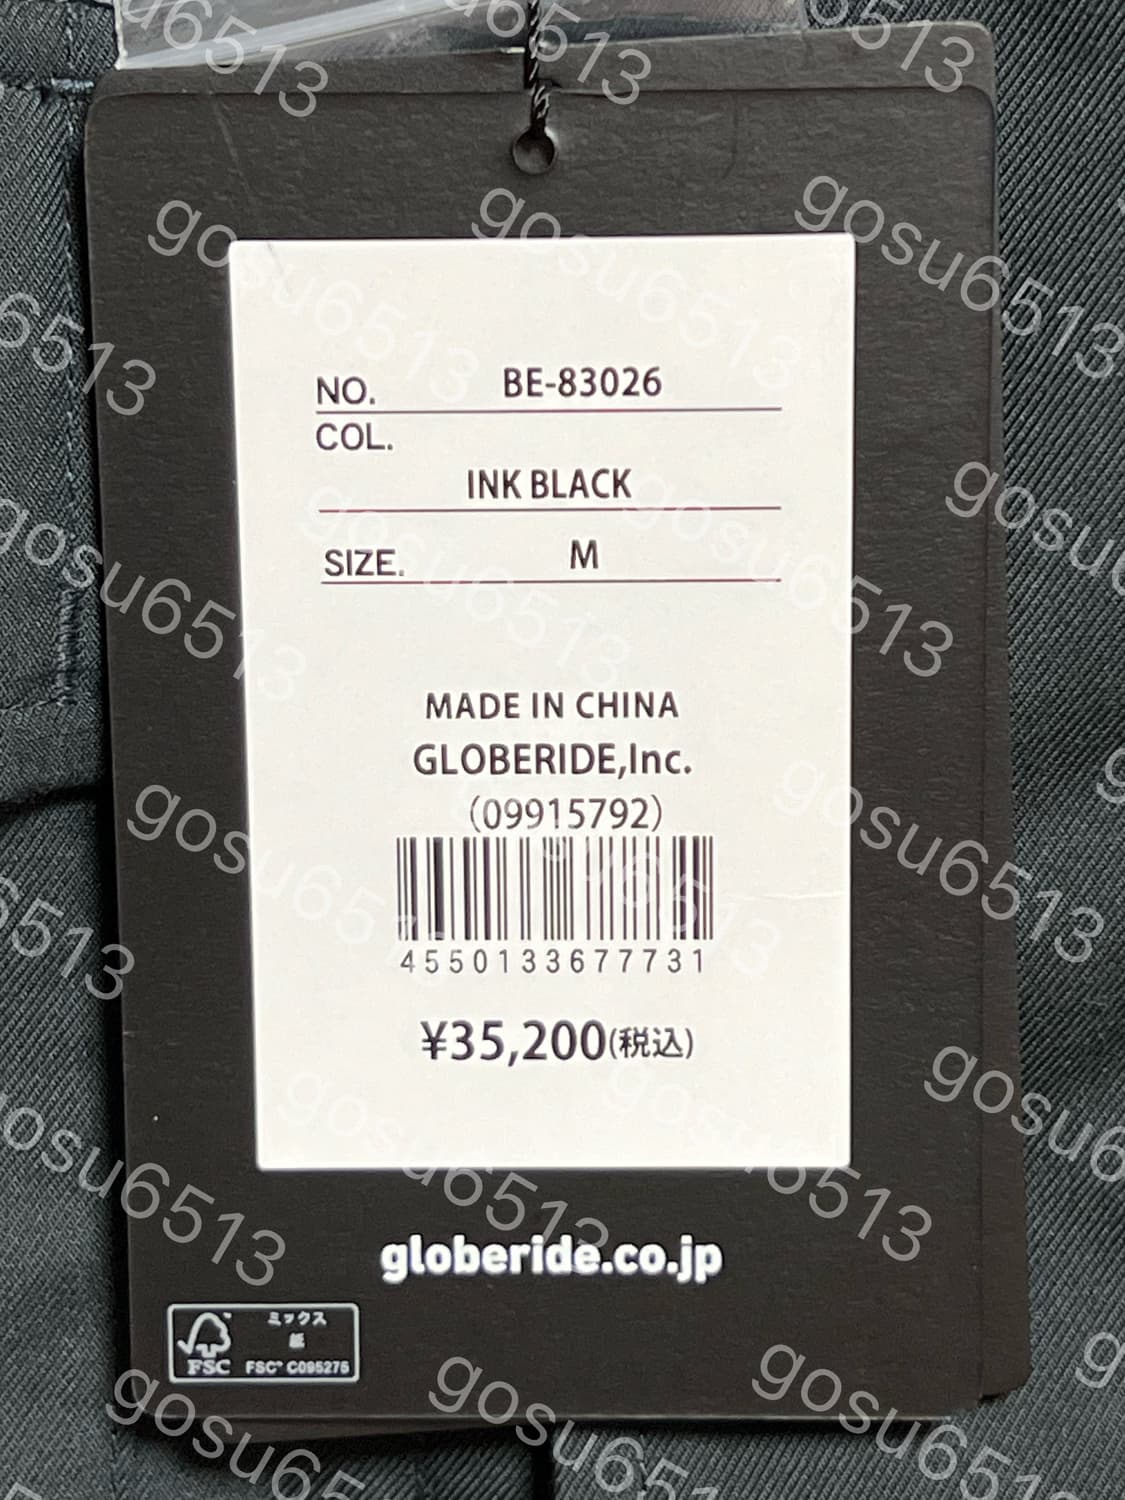 NO. BE-83026
COL.
INK BLACK
SIZE. M
MADE IN CHINA
GLOBERIDE,Inc.
(09915792)
4550133677731
¥35,200(税込)
globeride.co.jp
ミックス
紙
FSC
FSC® C095275
gosu6513